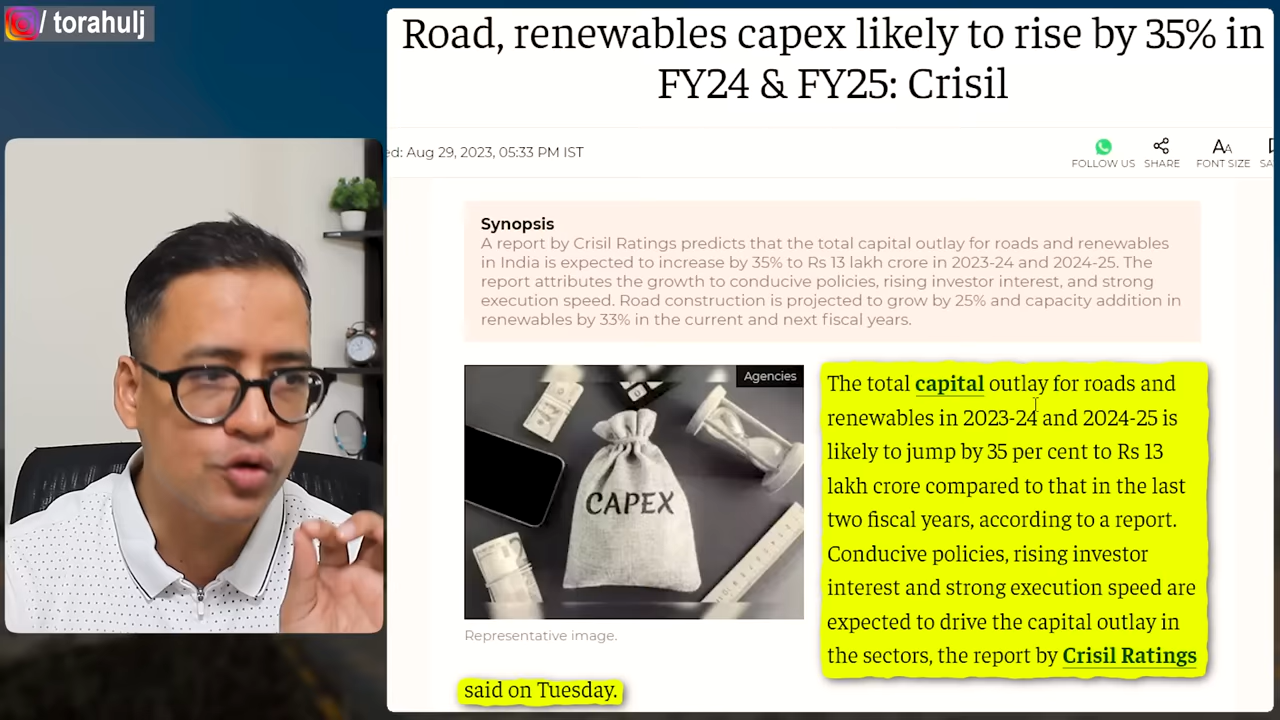 / torahulj
Road, renewables capex likely to rise by 35% in
FY24 & FY25: Crisil
ed: Aug 29, 2023, 05:33 PM IST
FOLLOW US
SHARE
FONT SIZE
SA
Synopsis
A report by Crisil Ratings predicts that the total capital outlay for roads and renewables
in India is expected to increase by 35% to Rs 13 lakh crore in 2023-24 and 2024-25. The
report attributes the growth to conducive policies, rising investor interest, and strong
execution speed. Road construction is projected to grow by 25% and capacity addition in
renewables by 33% in the current and next fiscal years.
Agencies
CAPEX
Representative image.
The total capital outlay for roads and
renewables in 2023-24 and 2024-25 is
likely to jump by 35 per cent to Rs 13
lakh crore compared to that in the last
two fiscal years, according to a report.
Conducive policies, rising investor
interest and strong execution speed are
expected to drive the capital outlay in
the sectors, the report by Crisil Ratings
said on Tuesday.